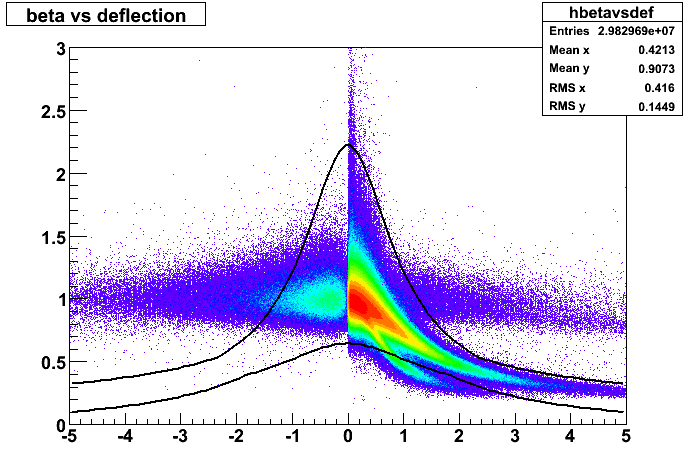 beta vs deflection
hbetavsdef
Entries 2.982969e+07
Mean x 0.4213
Mean y 0.9073
RMS x 0.416
RMS y 0.1449
3
2.5
2
1.5
1
0.5
0
-5 -4 -3 -2 -1 0 1 2 3 4 5